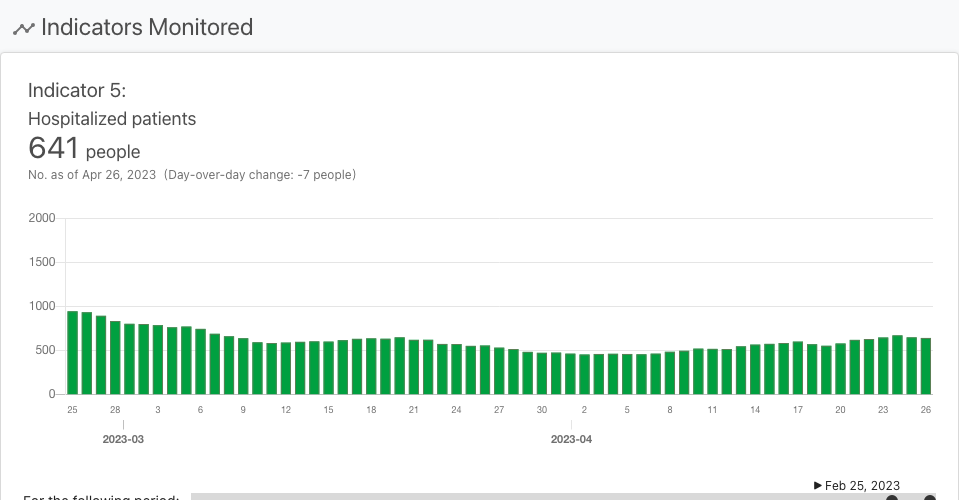 Indicators Monitored
Indicator 5:
Hospitalized patients
641 people
No. as of Apr 26, 2023 (Day-over-day change: -7 people)
2000
1500
1000
500
0
25 28 3 6 9 12 15 18 21 24 27 30 2 5 8 11 14 17 20 23 26
2023-03 2023-04
▶ Feb 25, 2023
For the following period: